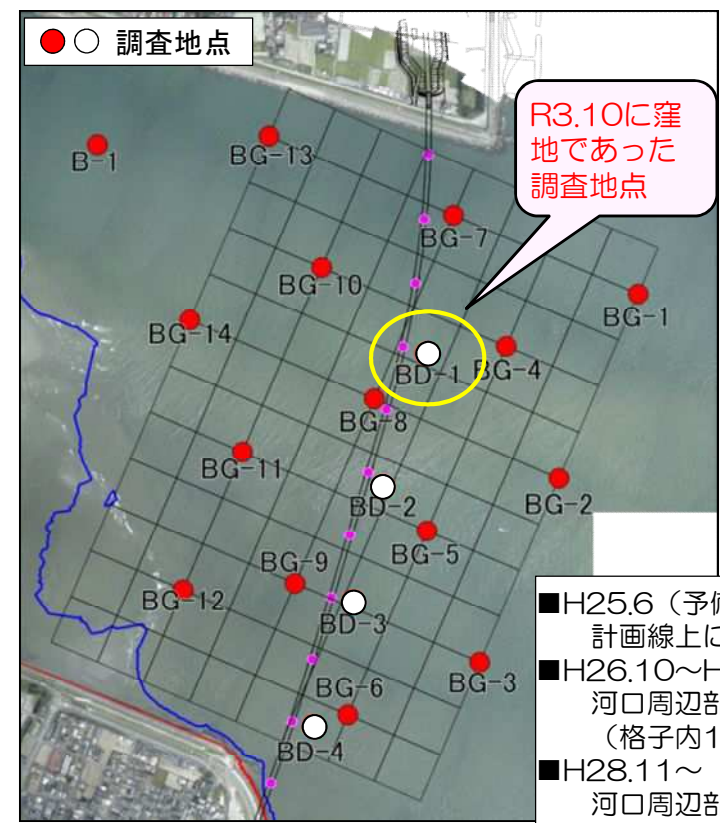 調査地点
R3.10に窪
地であった
調査地点
B-1
BG-13
BG-7
BG-10
BG-1
BG-14
BD-1
BG-4
BG-8
BG-11
BG-2
BD-2
BG-5
BG-9
BG-12
BD-3
BG-3
BG-6
BD-4
■H25.6（予
計画線上に
■H26.10～H
河口周辺部
（格子内1
■H28.11～
河口周辺部